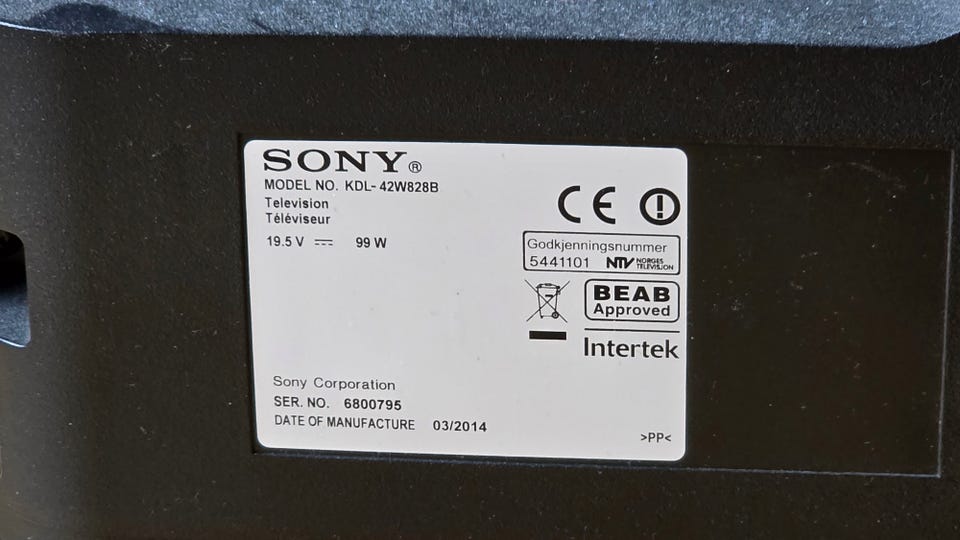 SONY®
MODEL NO. KDL-42W828B
Television
Téléviseur
19.5 V ⎓ 99 W
CE
Godkjenningsnummer
5441101 NTV NORGES TELEVISJON
BEAB
Approved
Intertek
Sony Corporation
SER. NO. 6800795
DATE OF MANUFACTURE 03/2014
>PP<